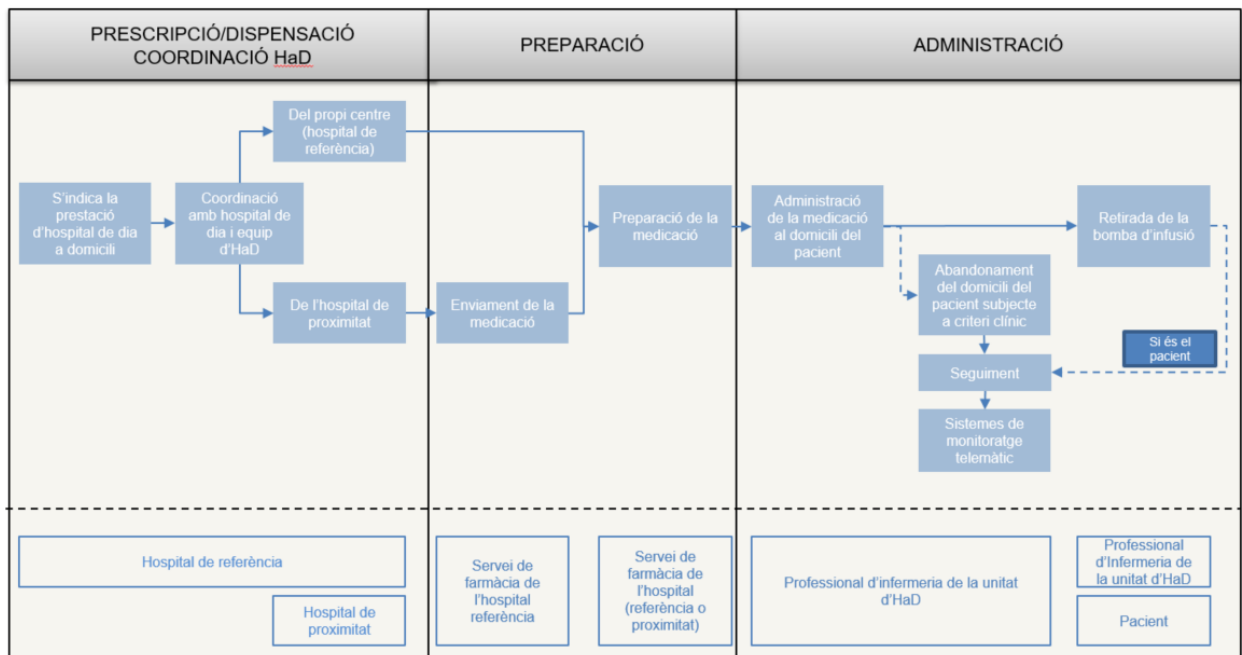 PRESCRIPCIÓ/DISPENSACIÓ
COORDINACIÓ HaD
PREPARACIÓ
ADMINISTRACIÓ
Del propi centre
(hospital de
referència)
S'indica la
prestació
d'hospital de dia
a domicili
Coordinació
amb hospital de
dia i equip
d'HaD
De l'hospital de
proximitat
Enviament de la
medicació
Preparació de la
medicació
Administració
de la medicació
al domicili del
pacient
Retirada de la
bomba d'infusió
Abandonament
del domicili del
pacient subjecte
a criteri clínic
Si és el
pacient
Seguiment
Sistemes de
monitoratge
telemàtic
Hospital de referència
Hospital de
proximitat
Servei de
farmàcia de
l'hospital
referència
Servei de
farmàcia de
l'hospital
(referència o
proximitat)
Professional d'infermeria de la unitat
d'HaD
Professional
d'Infermeria de
la unitat d'HaD
Pacient